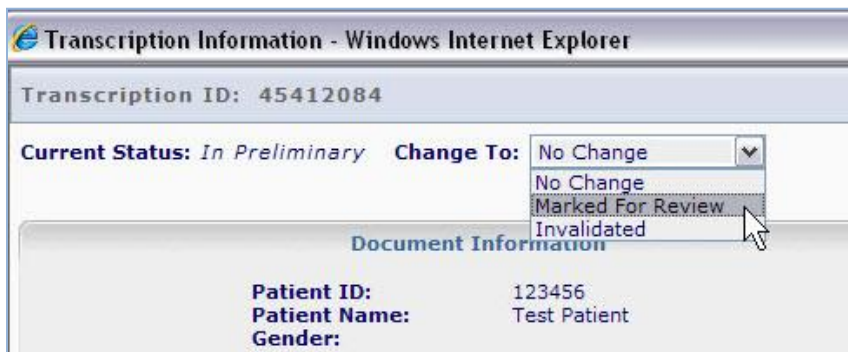 Transcription Information - Windows Internet Explorer
Transcription ID: 45412084
Current Status: In Preliminary Change To: No Change
No Change
Marked For Review
Invalidated
Document Information
Patient ID: 123456
Patient Name: Test Patient
Gender: